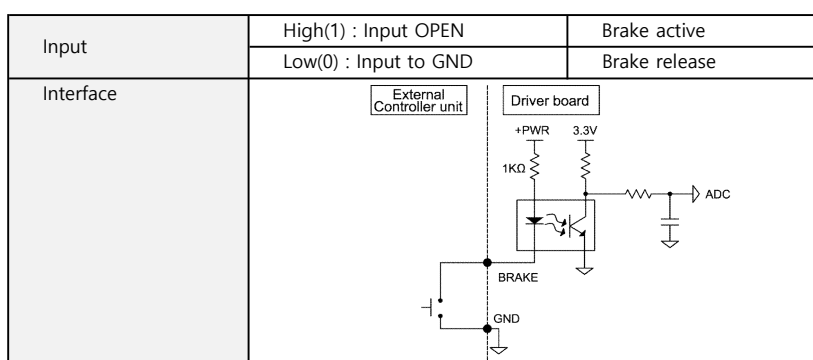 Input
High(1) : Input OPEN
Brake active
Low(0) : Input to GND
Brake release
Interface
External
Controller unit
Driver board
+PWR
3.3V
1KΩ
ADC
BRAKE
GND